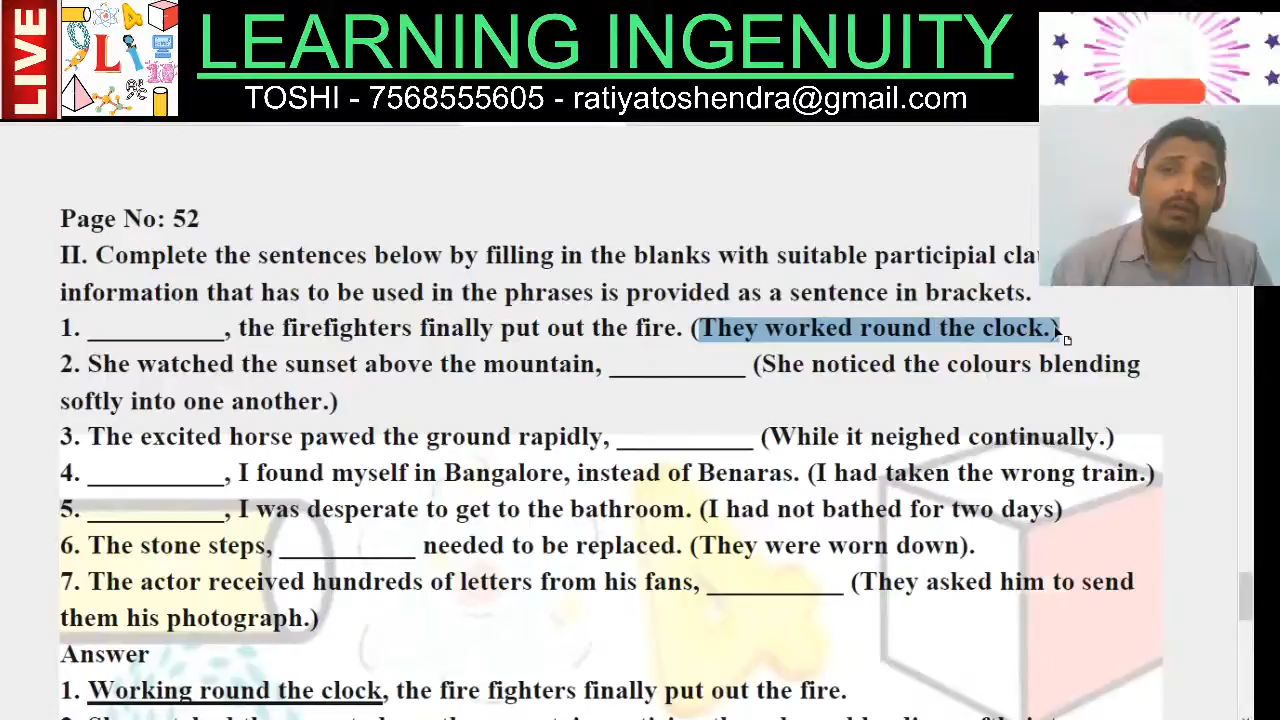 LIVE
LEARNING INGENUITY
TOSHI - 7568555605 - ratiyatoshendra@gmail.com
Page No: 52
II. Complete the sentences below by filling in the blanks with suitable participial
information that has to be used in the phrases is provided as a sentence in brackets.
1. __________, the firefighters finally put out the fire. (They worked round the clock.)
2. She watched the sunset above the mountain, __________ (She noticed the colours blending
softly into one another.)
3. The excited horse pawed the ground rapidly, __________ (While it neighed continually.)
4. __________, I found myself in Bangalore, instead of Benaras. (I had taken the wrong train.)
5. __________, I was desperate to get to the bathroom. (I had not bathed for two days)
6. The stone steps, __________ needed to be replaced. (They were worn down).
7. The actor received hundreds of letters from his fans, __________ (They asked him to send
them his photograph.)
Answer
1. Working round the clock, the fire fighters finally put out the fire.